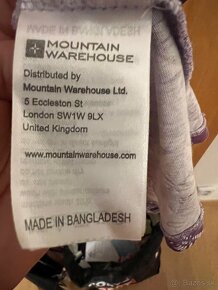 MOUNTAIN
WAREHOUSE
Distributed by
Mountain Warehouse Ltd.
5 Eccleston St
London SW1W 9LX
United Kingdom
www.mountainwarehouse.com
MADE IN BANGLADESH